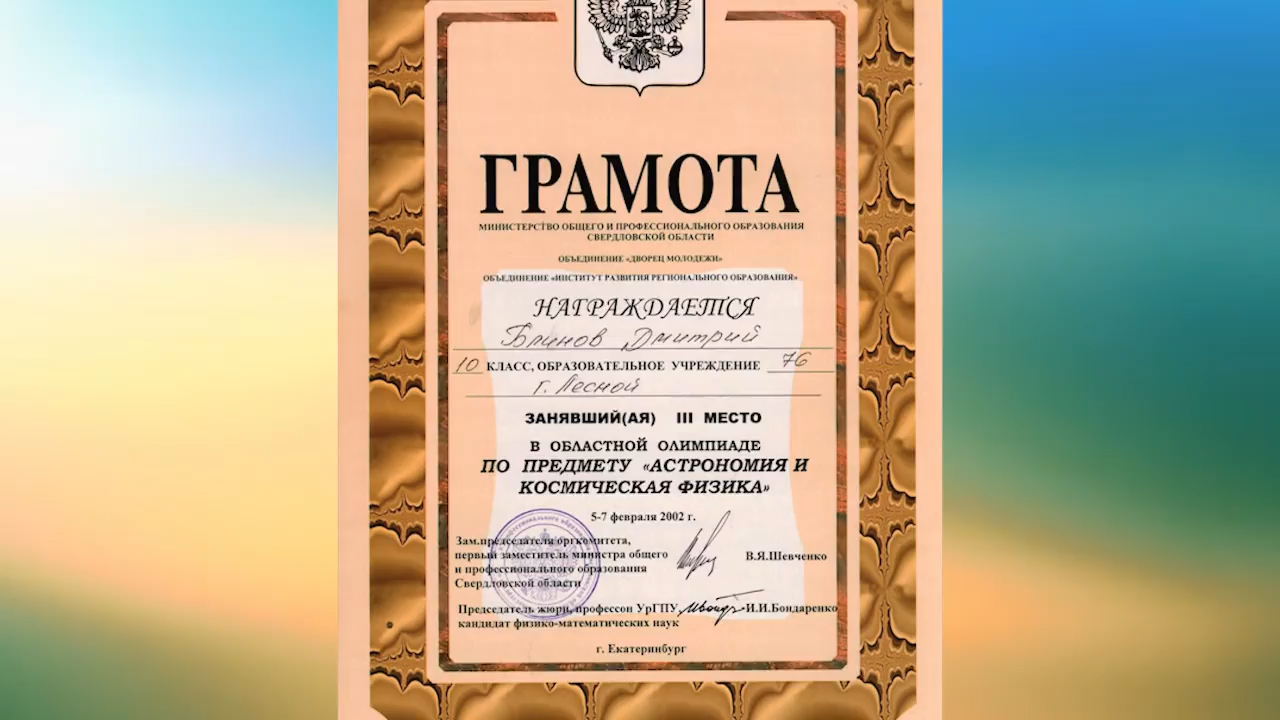 ГРАМОТА
МИНИСТЕРСТВО ОБЩЕГО И ПРОФЕССИОНАЛЬНОГО ОБРАЗОВАНИЯ
СВЕРДЛОВСКОЙ ОБЛАСТИ
ОБЪЕДИНЕНИЕ «ДВОРЕЦ МОЛОДЕЖИ»
ОБЪЕДИНЕНИЕ «ИНСТИТУТ РАЗВИТИЯ РЕГИОНАЛЬНОГО ОБРАЗОВАНИЯ»
НАГРАЖДАЕТСЯ
Блинов Дмитрий
10 КЛАСС, ОБРАЗОВАТЕЛЬНОЕ УЧРЕЖДЕНИЕ 76
г. Лесной
ЗАНЯВШИЙ(АЯ) III МЕСТО
В ОБЛАСТНОЙ ОЛИМПИАДЕ
ПО ПРЕДМЕТУ «АСТРОНОМИЯ И
КОСМИЧЕСКАЯ ФИЗИКА»
5-7 февраля 2002 г.
Зам.председателя оргкомитета,
первый заместитель министра общего
и профессионального образования
Свердловской области
В.Я.Шевченко
Председатель жюри, профессор УрГПУ, И.И.Бондаренко
кандидат физико-математических наук
г. Екатеринбург